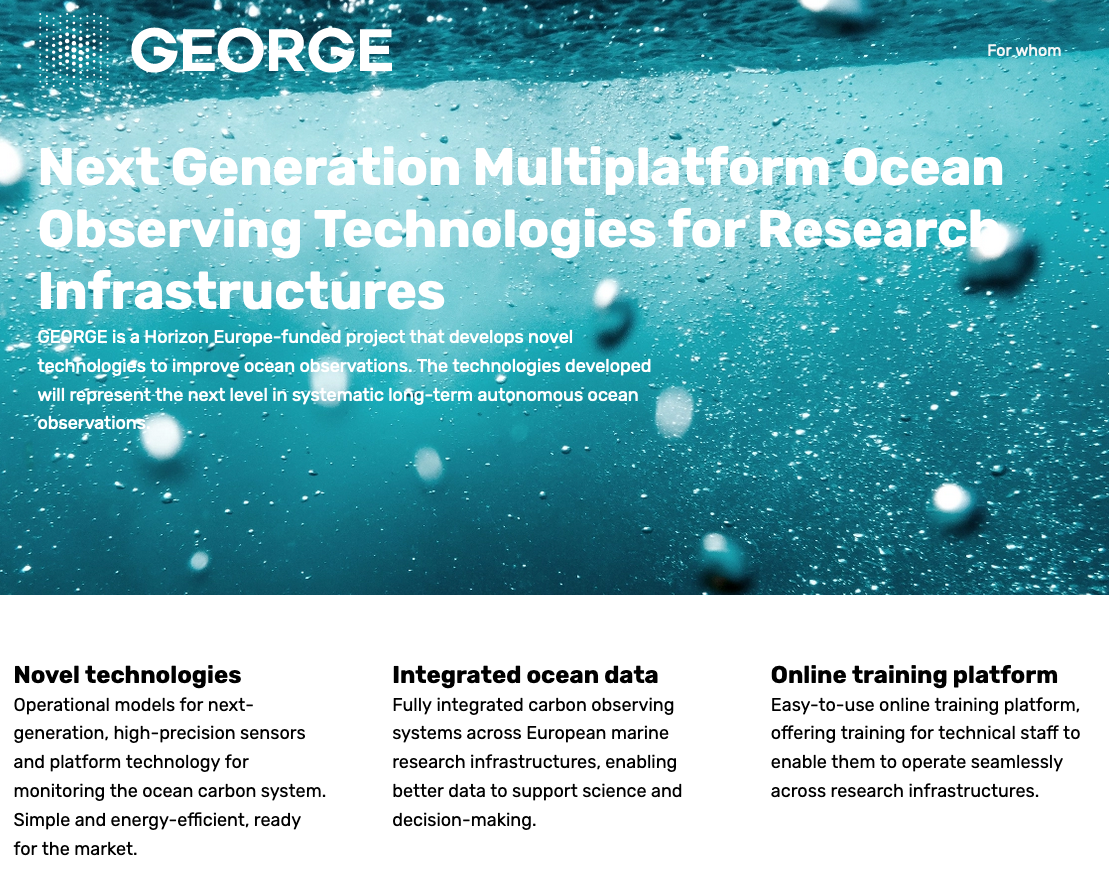 GEORGE
For whom
Next Generation Multiplatform Ocean
Observing Technologies for Research
Infrastructures
GEORGE is a Horizon Europe-funded project that develops novel
technologies to improve ocean observations. The technologies developed
will represent the next level in systematic long-term autonomous ocean
observations.
Novel technologies
Operational models for next-
generation, high-precision sensors
and platform technology for
monitoring the ocean carbon system.
Simple and energy-efficient, ready
for the market.
Integrated ocean data
Fully integrated carbon observing
systems across European marine
research infrastructures, enabling
better data to support science and
decision-making.
Online training platform
Easy-to-use online training platform,
offering training for technical staff to
enable them to operate seamlessly
across research infrastructures.